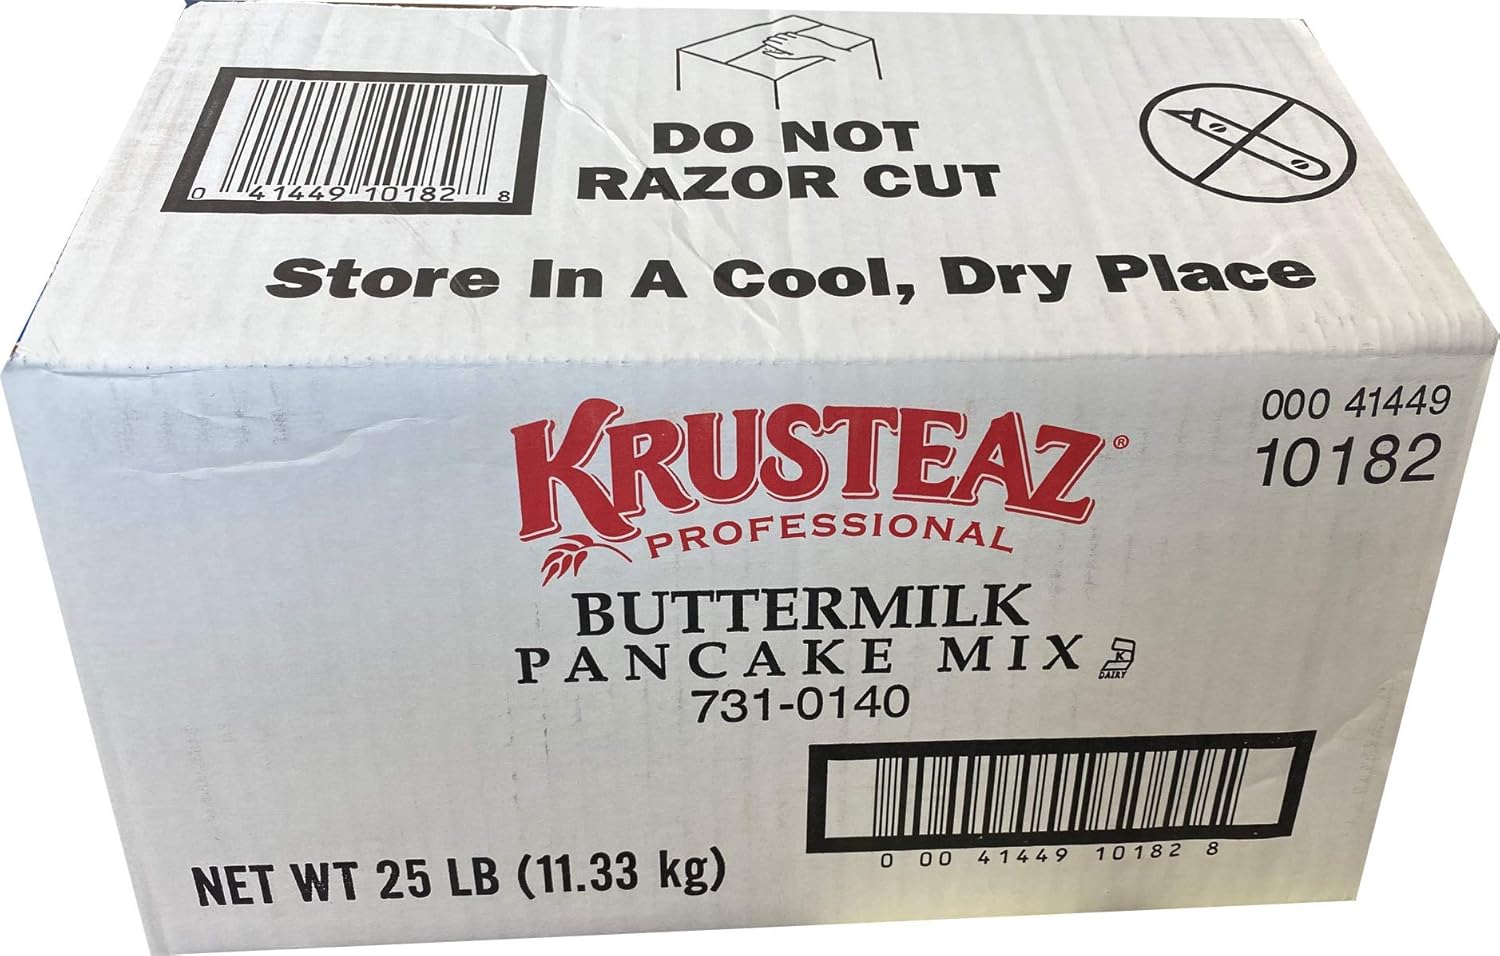 0 41449 10182 8
DO NOT
RAZOR CUT
Store In A Cool, Dry Place
000 41449
10182
KRUSTEAZ®
PROFESSIONAL
BUTTERMILK
PANCAKE MIX K
DAIRY
731-0140
0 00 41449 10182 8
NET WT 25 LB (11.33 kg)